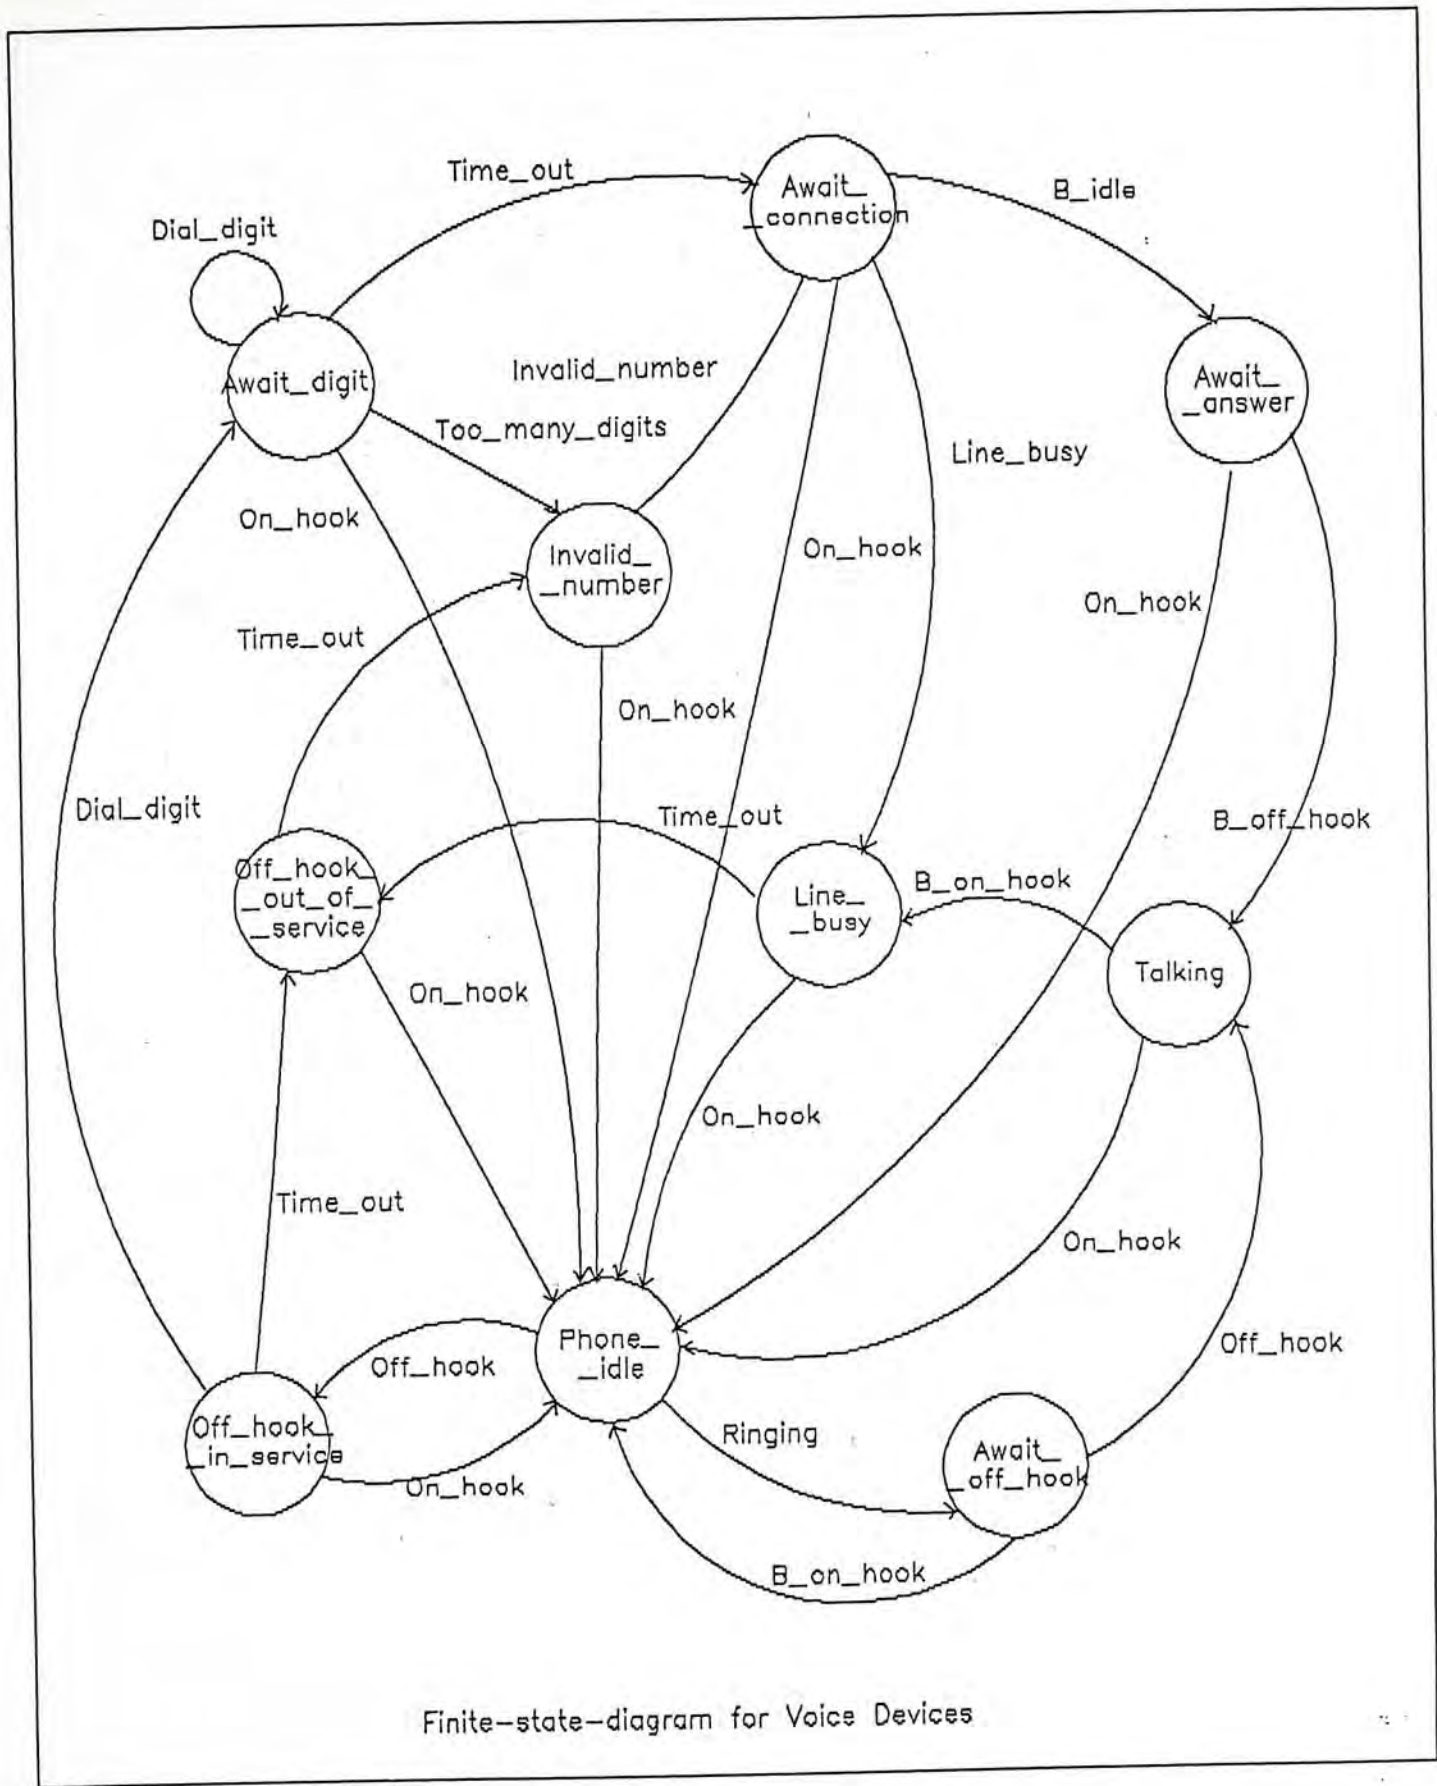 Time_out
Await_
_connection
B_idle
Dial_digit
Await_digit
Invalid_number
Too_many_digits
Await_
_answer
Line_busy
On_hook
Invalid_
_number
On_hook
On_hook
Time_out
On_hook
Dial_digit
Time_out
B_off_hook
Off_hook_
_out_of_
_service
Line_
_busy
B_on_hook
Talking
On_hook
On_hook
Time_out
On_hook
Phone_
_idle
Off_hook
Off_hook
Off_hook_
_in_service
On_hook
Ringing
Await_
_off_hook
B_on_hook
Finite-state-diagram for Voice Devices